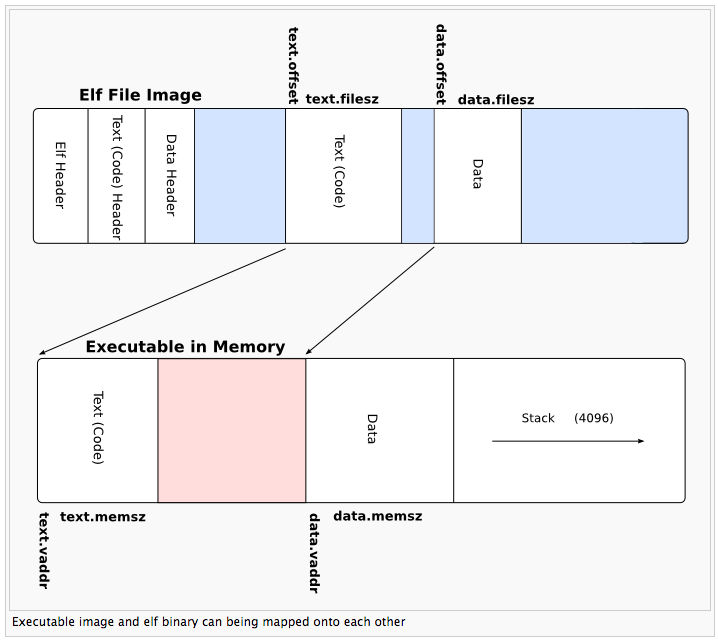 text.offset
data.offset
Elf File Image
text.filesz
data.filesz
Elf Header
Text (Code) Header
Data Header
Text (Code)
Data
Executable in Memory
Text (Code)
Data
Stack (4096)
text.vaddr
text.memsz
data.vaddr
data.memsz
Executable image and elf binary can being mapped onto each other